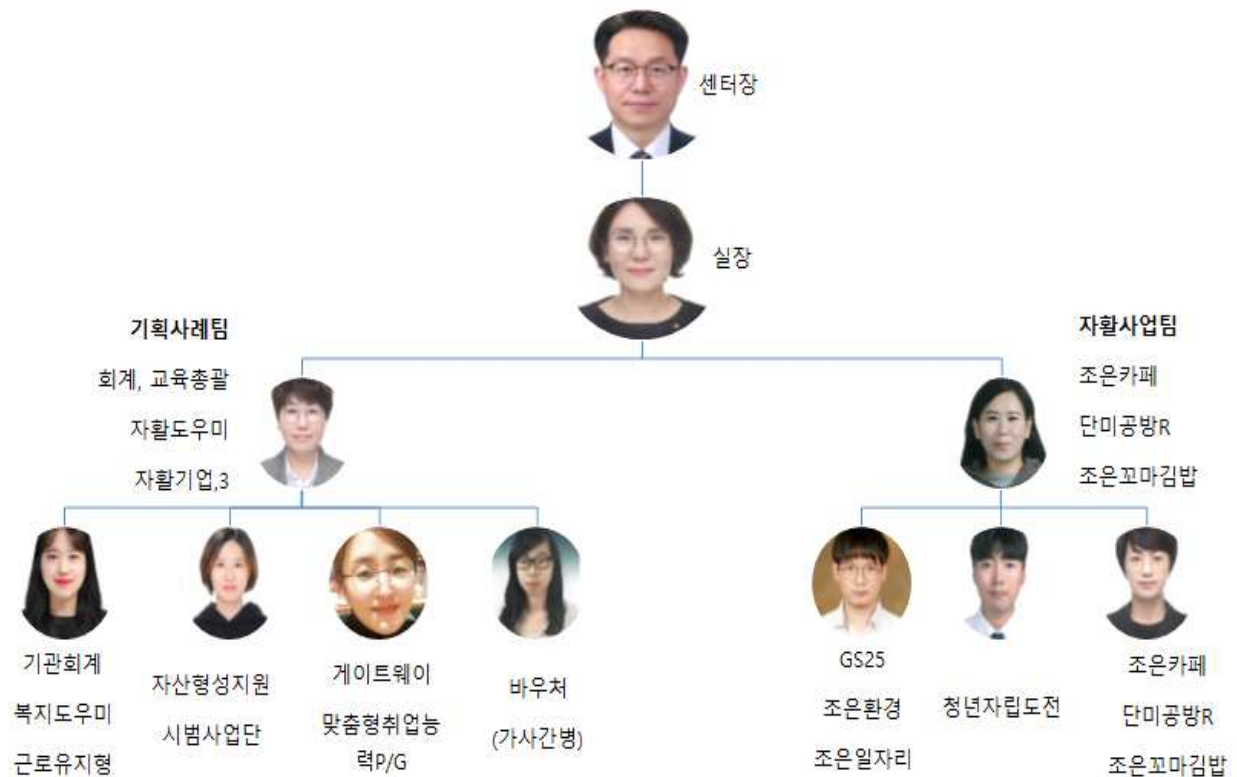 센터장
실장
기획사례팀
회계, 교육총괄
자활도우미
자활기업,3
자활사업팀
조은카페
단미공방R
조은꼬마김밥
기관회계
복지도우미
근로유지형
자산형성지원
시범사업단
게이트웨이
맞춤형취업능
력P/G
바우처
(가사간병)
GS25
조은환경
조은일자리
청년자립도전
조은카페
단미공방R
조은꼬마김밥